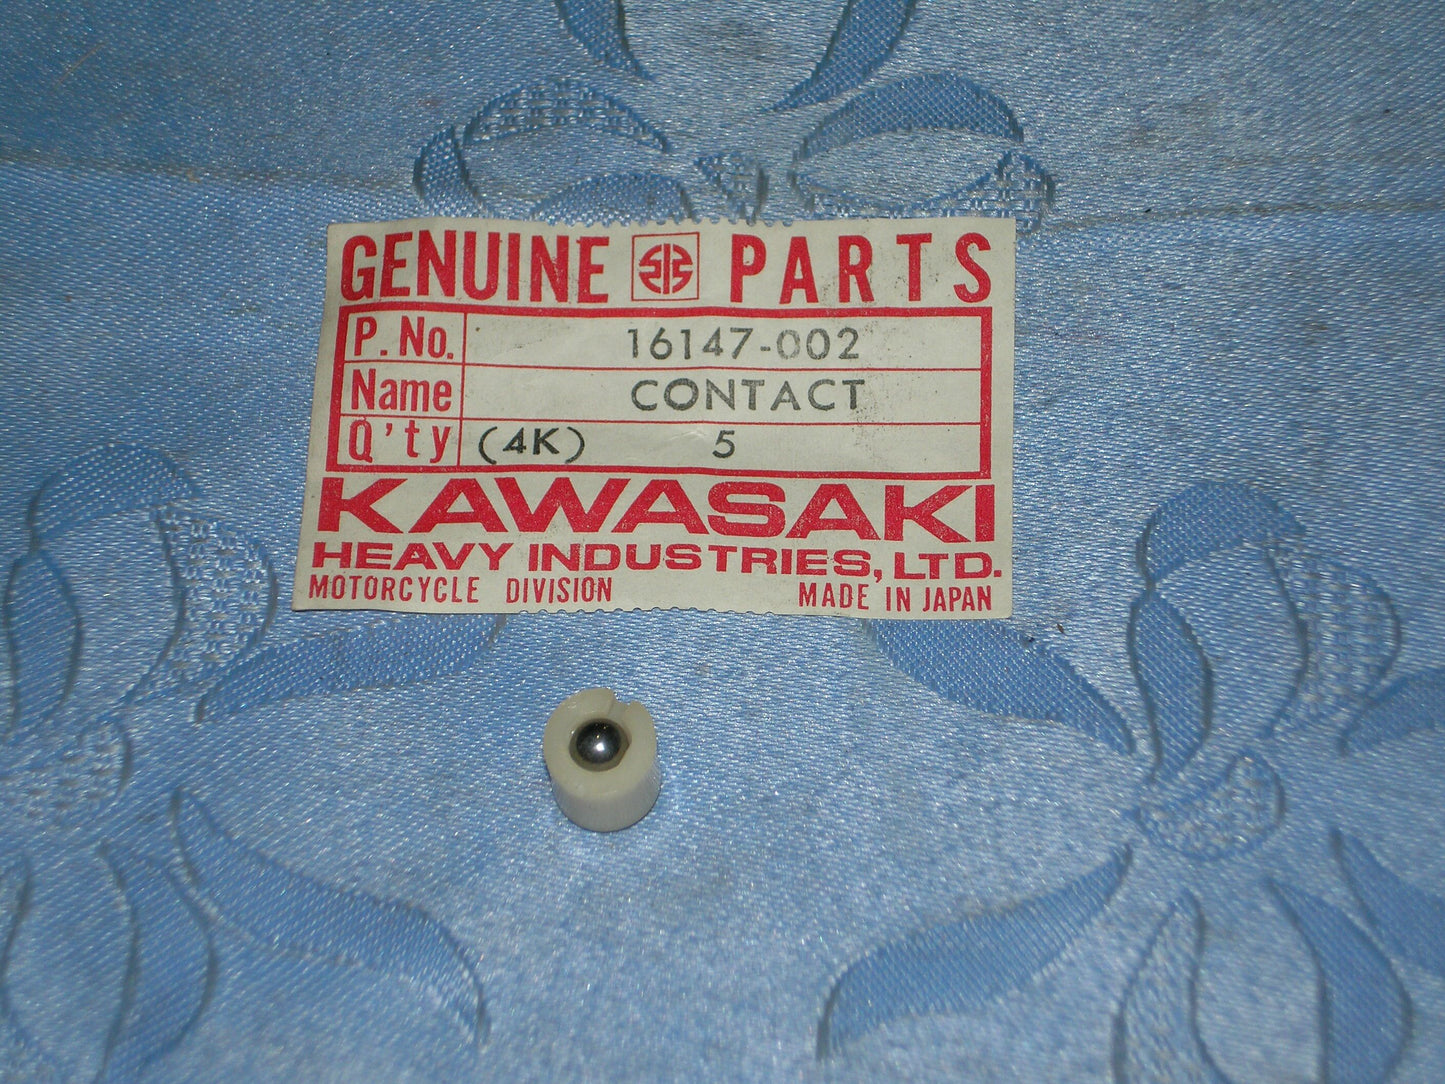 GENUINE PARTS
P. No. 16147-002
Name CONTACT
Q'ty (4K) 5
KAWASAKI
HEAVY INDUSTRIES, LTD.
MOTORCYCLE DIVISION MADE IN JAPAN